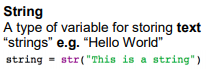 String
A type of variable for storing text
“strings” e.g. “Hello World”
string = str("This is a string")